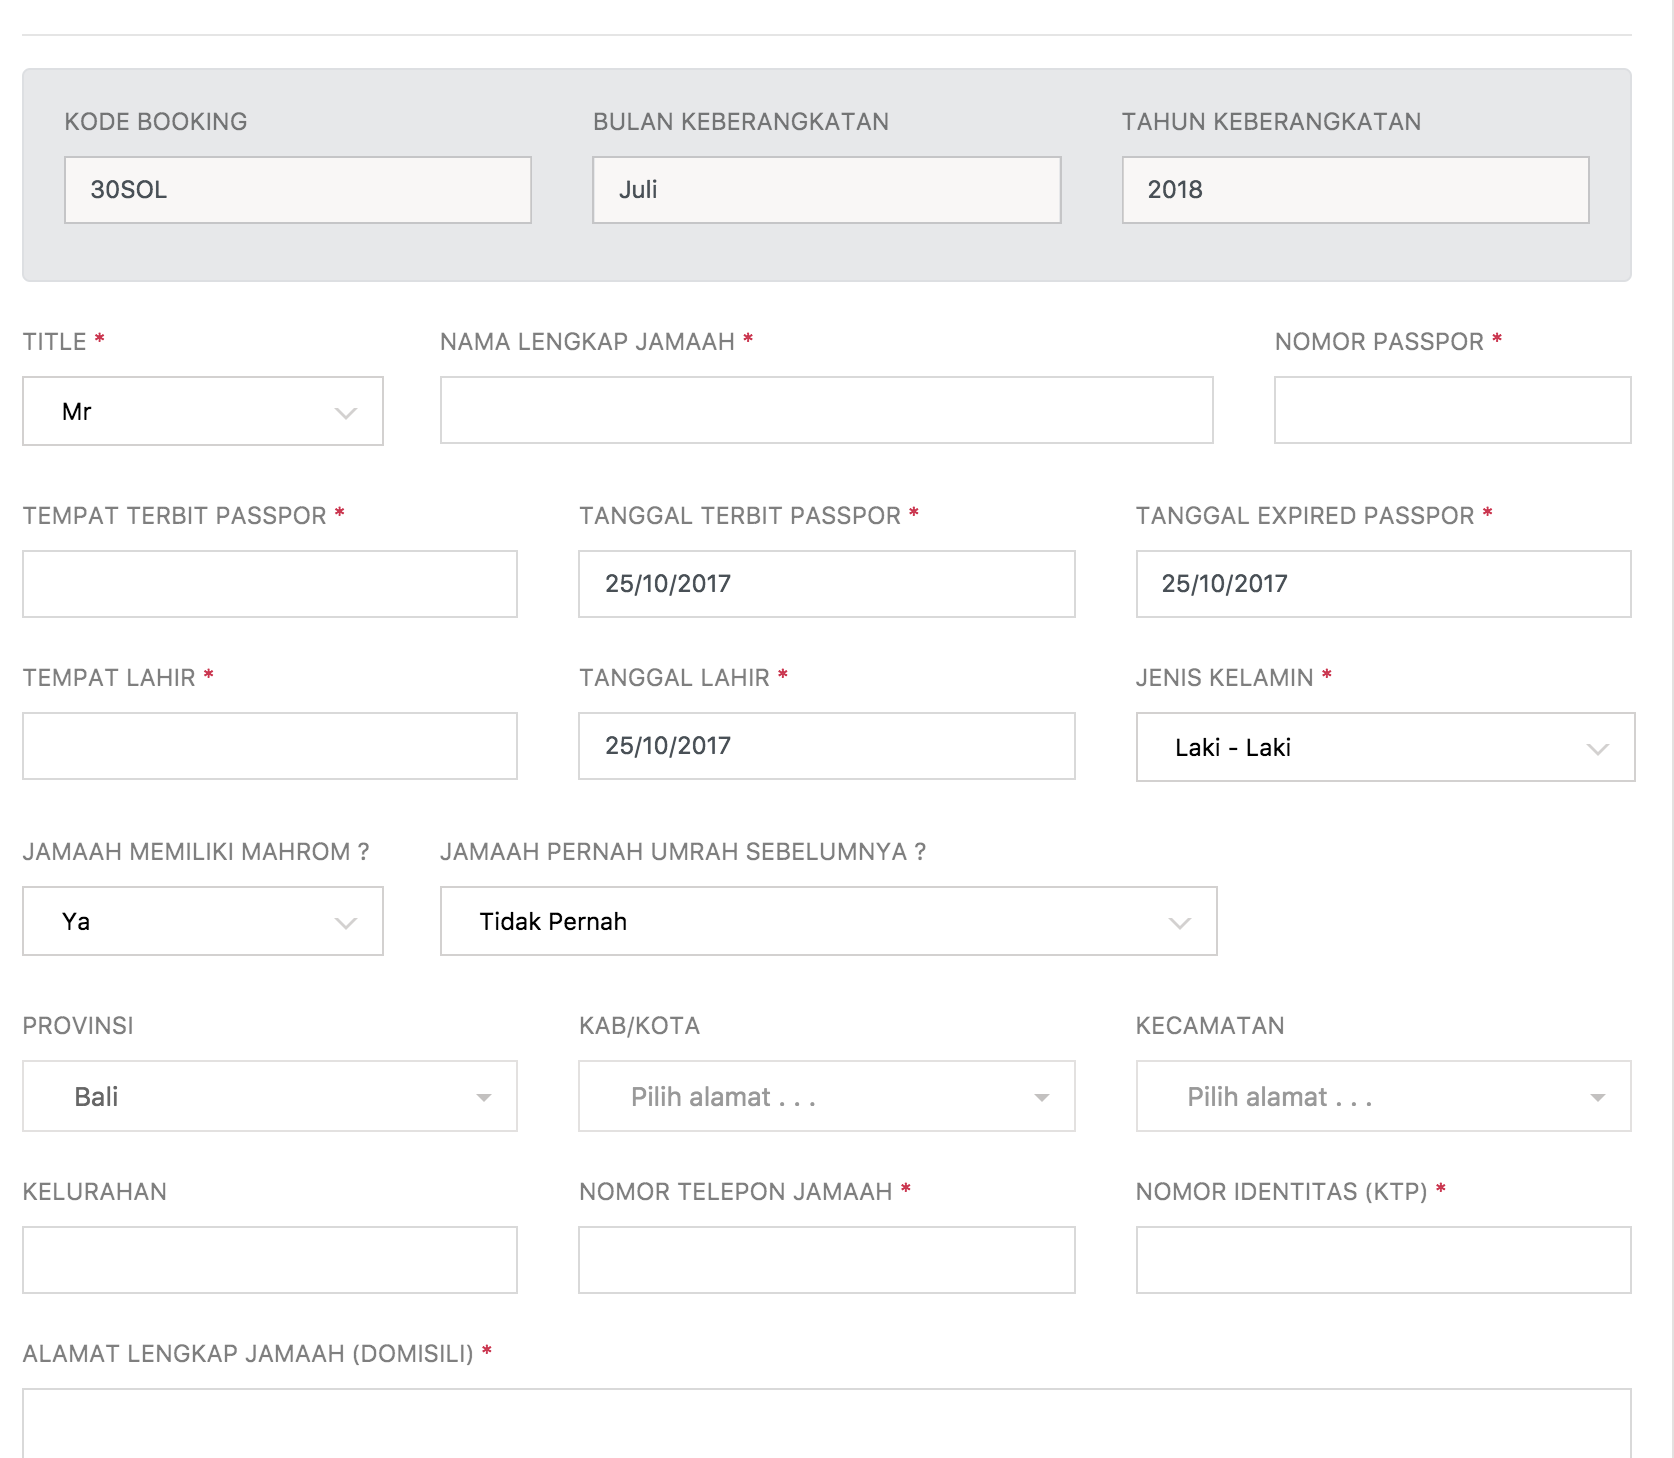 KODE BOOKING BULAN KEBERANGKATAN TAHUN KEBERANGKATAN
30SOL Juli 2018
TITLE * NAMA LENGKAP JAMAAH * NOMOR PASSPOR *
Mr
TEMPAT TERBIT PASSPOR * TANGGAL TERBIT PASSPOR * TANGGAL EXPIRED PASSPOR *
25/10/2017 25/10/2017
TEMPAT LAHIR * TANGGAL LAHIR * JENIS KELAMIN *
25/10/2017 Laki - Laki
JAMAAH MEMILIKI MAHROM ? JAMAAH PERNAH UMRAH SEBELUMNYA ?
Ya Tidak Pernah
PROVINSI KAB/KOTA KECAMATAN
Bali Pilih alamat . . . Pilih alamat . . .
KELURAHAN NOMOR TELEPON JAMAAH * NOMOR IDENTITAS (KTP) *
ALAMAT LENGKAP JAMAAH (DOMISILI) *